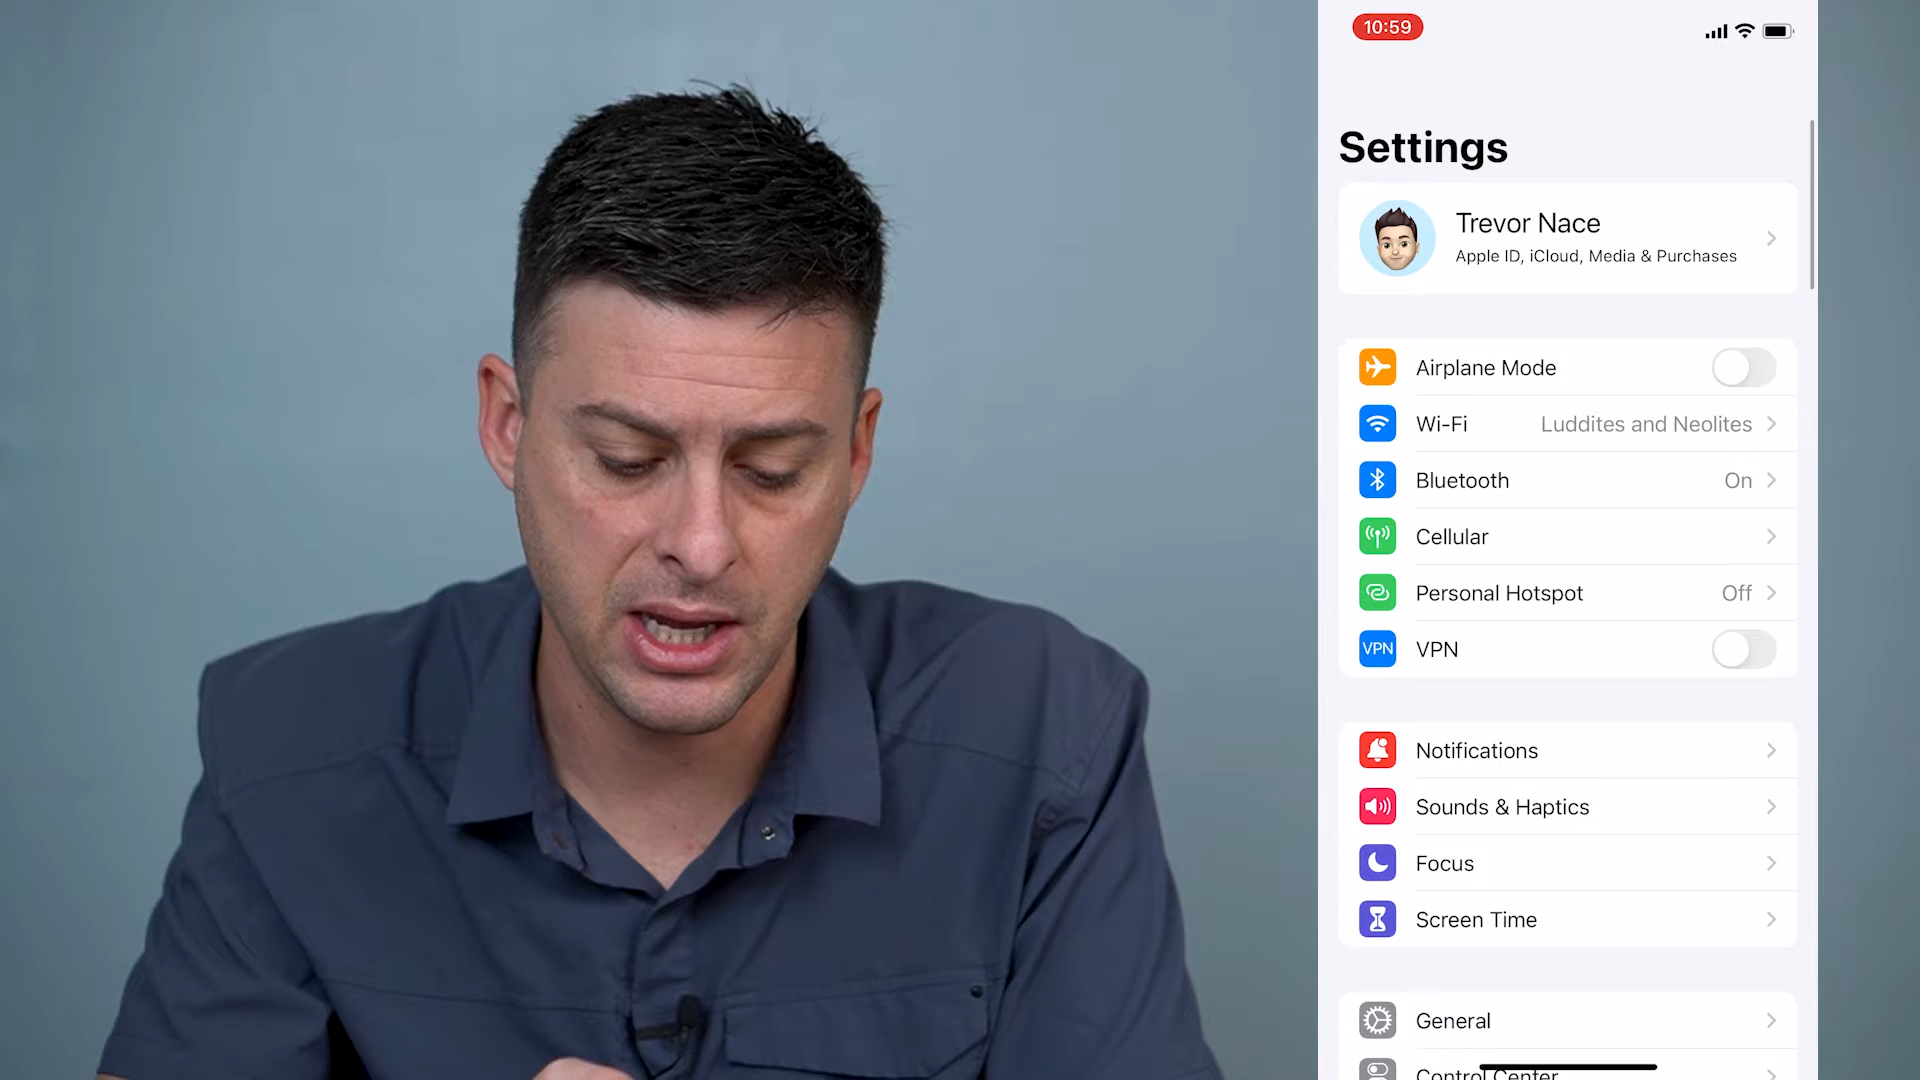 10:59
Settings
Trevor Nace
Apple ID, iCloud, Media & Purchases
Airplane Mode
Wi-Fi Luddites and Neolites
Bluetooth On
Cellular
Personal Hotspot Off
VPN VPN
Notifications
Sounds & Haptics
Focus
Screen Time
General
Control Center